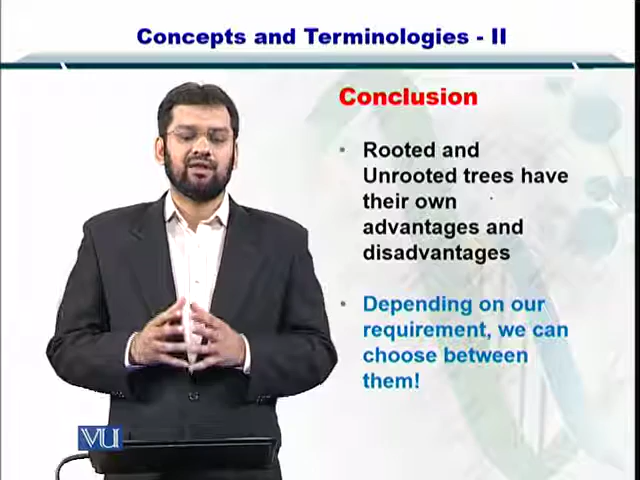 Concepts and Terminologies - II
Conclusion
• Rooted and
Unrooted trees have
their own
advantages and
disadvantages
• Depending on our
requirement, we can
choose between
them!
VU